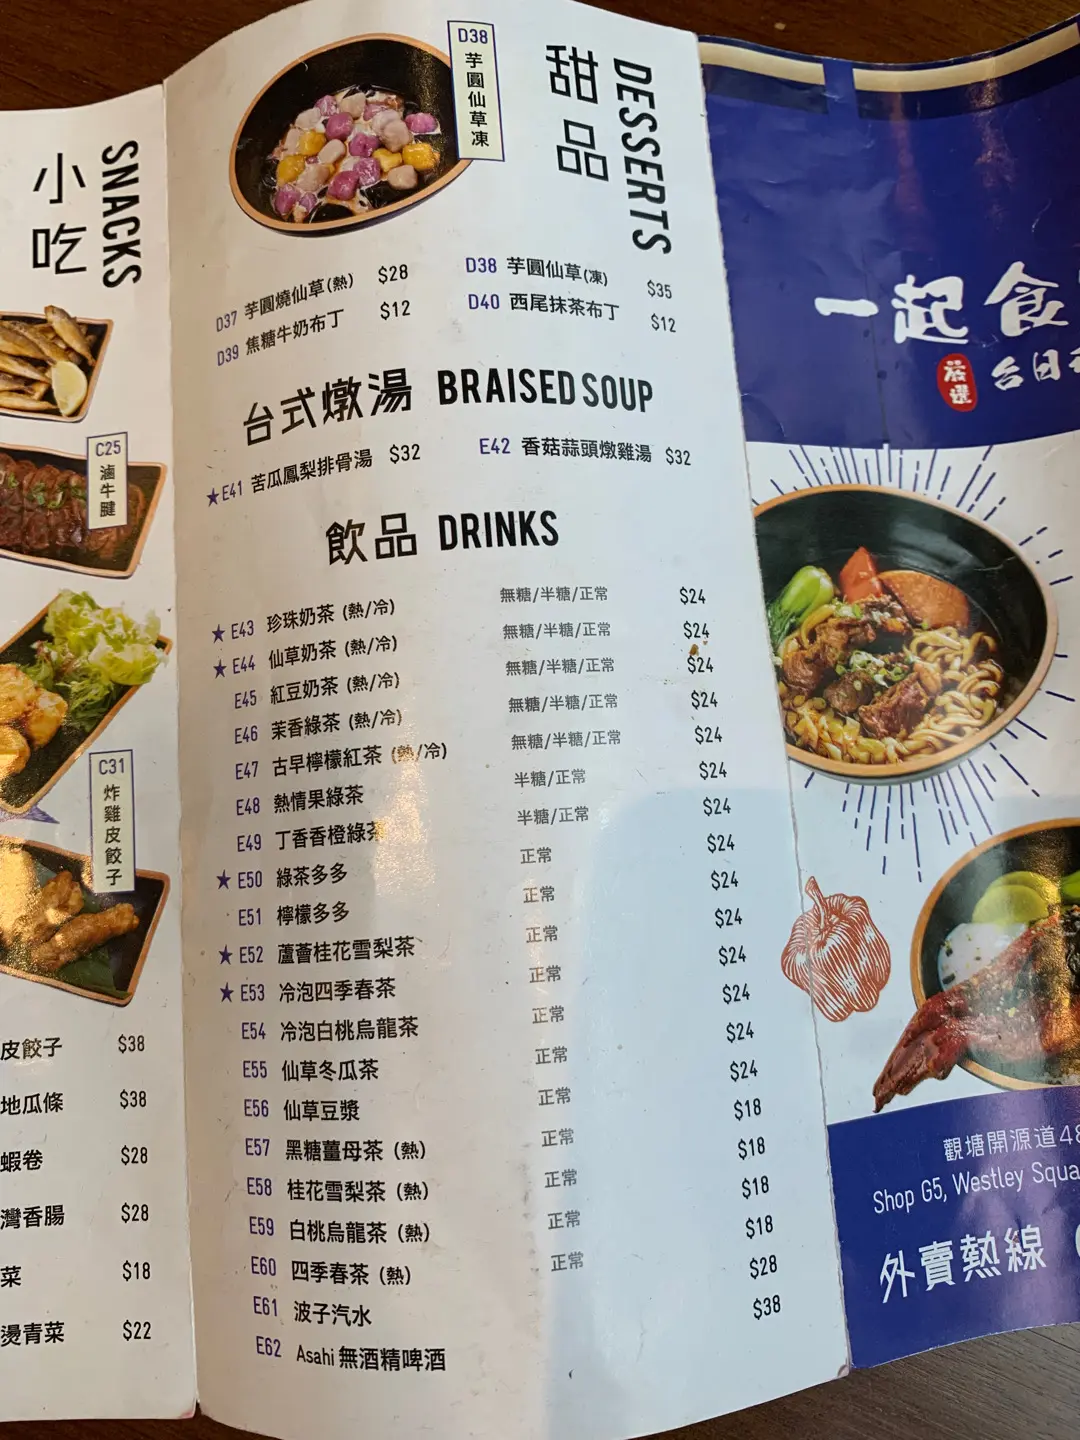 小吃
SNACKS
C25
滷牛腱
C31
炸雞皮餃子
皮餃子 $38
地瓜條 $38
蝦卷 $28
灣香腸 $28
菜 $18
燙青菜 $22
D38
芋圓仙草凍
甜品
DESSERTS
D37 芋圓燒仙草(熱) $28
D38 芋圓仙草(凍) $35
D39 焦糖牛奶布丁 $12
D40 西尾抹茶布丁 $12
台式燉湯 BRAISED SOUP
★E41 苦瓜鳳梨排骨湯 $32
E42 香菇蒜頭燉雞湯 $32
飲品 DRINKS
★ E43 珍珠奶茶 (熱/冷) 無糖/半糖/正常 $24
★ E44 仙草奶茶 (熱/冷) 無糖/半糖/正常 $24
E45 紅豆奶茶 (熱/冷) 無糖/半糖/正常 $24
E46 茉香綠茶 (熱/冷) 無糖/半糖/正常 $24
E47 古早檸檬紅茶 (熱/冷) 無糖/半糖/正常 $24
E48 熱情果綠茶 半糖/正常 $24
E49 丁香香橙綠茶 半糖/正常 $24
★ E50 綠茶多多 正常 $24
E51 檸檬多多 正常 $24
★ E52 蘆薈桂花雪梨茶 正常 $24
★ E53 冷泡四季春茶 正常 $24
E54 冷泡白桃烏龍茶 正常 $24
E55 仙草冬瓜茶 正常 $24
E56 仙草豆漿 正常 $24
E57 黑糖薑母茶 (熱) 正常 $18
E58 桂花雪梨茶 (熱) 正常 $18
E59 白桃烏龍茶 (熱) 正常 $18
E60 四季春茶 (熱) 正常 $18
E61 波子汽水 $28
E62 Asahi 無酒精啤酒 $38
一起食
嚴選
台日
觀塘開源道48
Shop G5, Westley Squa
外賣熱線